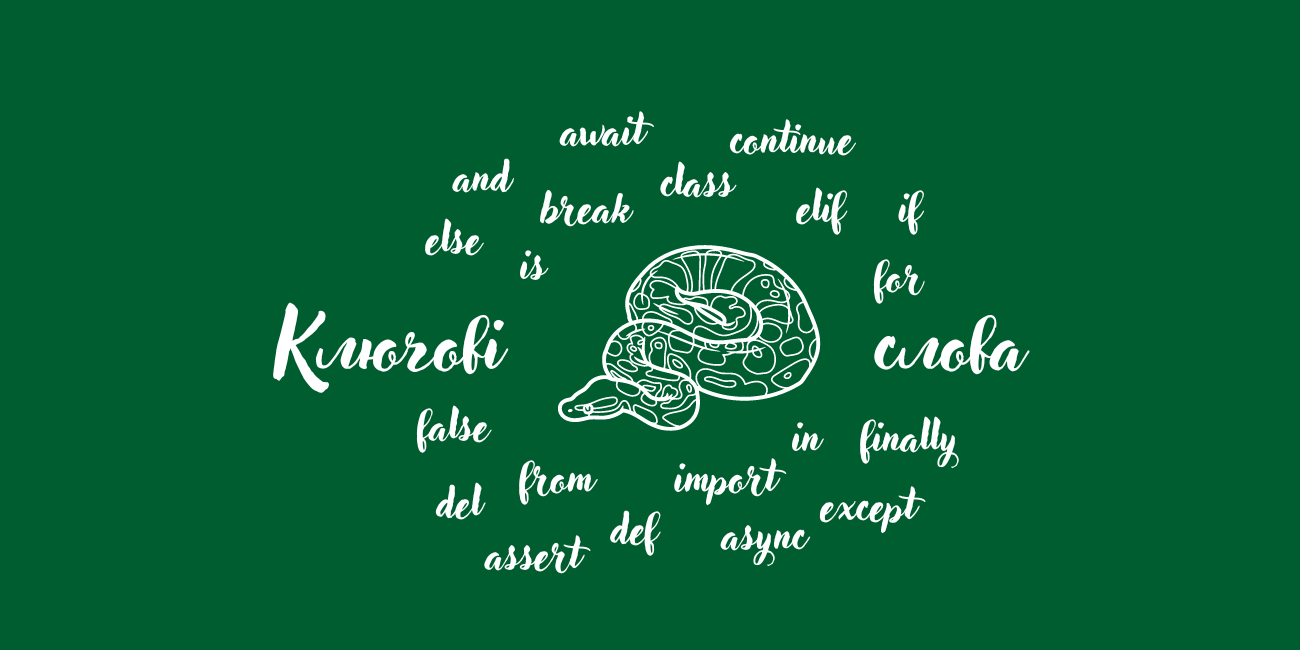 await
continue
and
class
break
elif
if
else
is
for
Ключові
слова
false
in
finally
from
import
del
except
def
async
assert